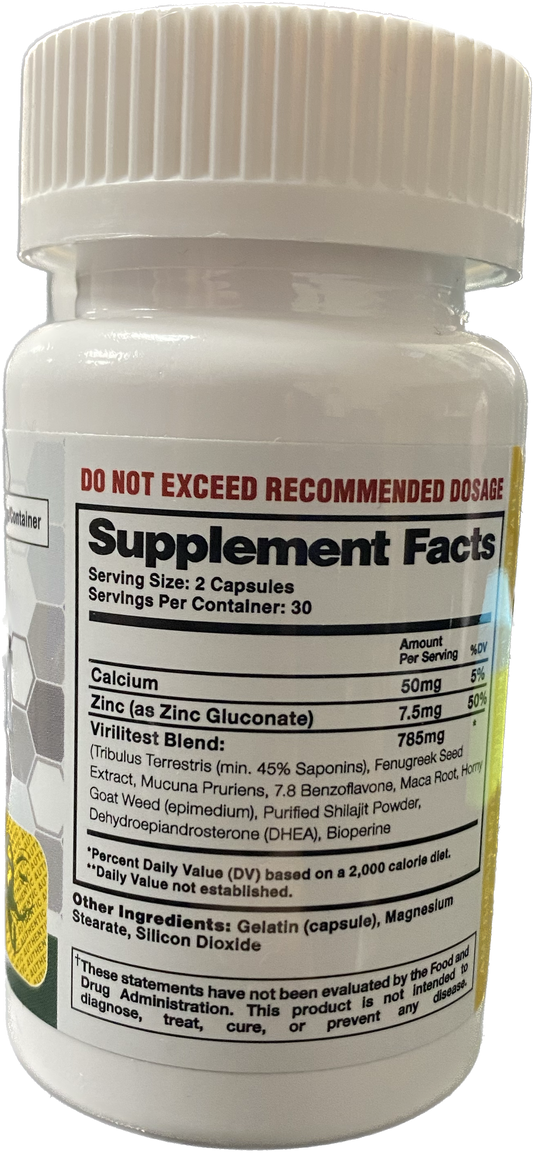 DO NOT EXCEED RECOMMENDED DOSAGE
Container
Supplement Facts
Serving Size: 2 Capsules
Servings Per Container: 30
Amount
Per Serving %DV
Calcium 50mg 5%
Zinc (as Zinc Gluconate) 7.5mg 50%
Virilitest Blend: 785mg *
(Tribulus Terrestris (min. 45% Saponins), Fenugreek Seed
Extract, Mucuna Pruriens, 7.8 Benzoflavone, Maca Root, Horny
Goat Weed (epimedium), Purified Shilajit Powder,
Dehydroepiandrosterone (DHEA), Bioperine
*Percent Daily Value (DV) based on a 2,000 calorie diet.
**Daily Value not established.
Other Ingredients: Gelatin (capsule), Magnesium
Stearate, Silicon Dioxide
†These statements have not been evaluated by the Food and
Drug Administration. This product is not intended to
diagnose, treat, cure, or prevent any disease.